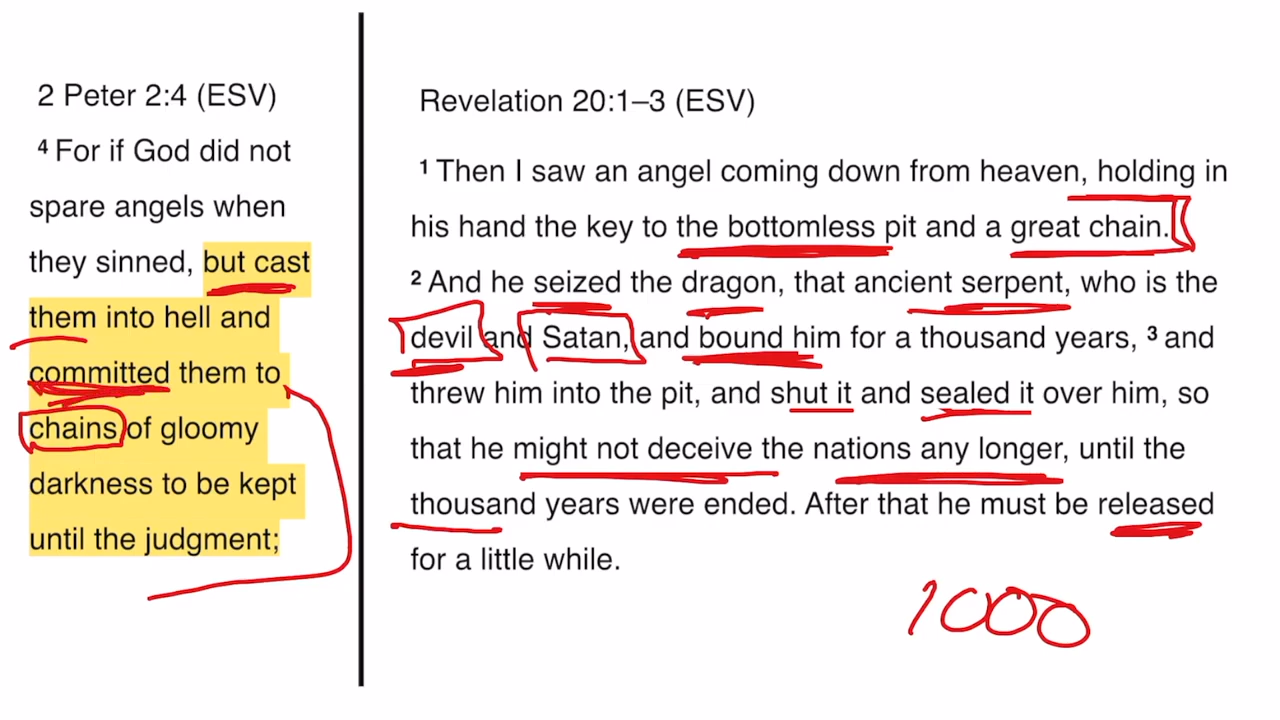 2 Peter 2:4 (ESV)
4 For if God did not
spare angels when
they sinned, but cast
them into hell and
committed them to
chains of gloomy
darkness to be kept
until the judgment;
Revelation 20:1–3 (ESV)
1 Then I saw an angel coming down from heaven, holding in
his hand the key to the bottomless pit and a great chain.
2 And he seized the dragon, that ancient serpent, who is the
devil and Satan, and bound him for a thousand years, 3 and
threw him into the pit, and shut it and sealed it over him, so
that he might not deceive the nations any longer, until the
thousand years were ended. After that he must be released
for a little while.
1000